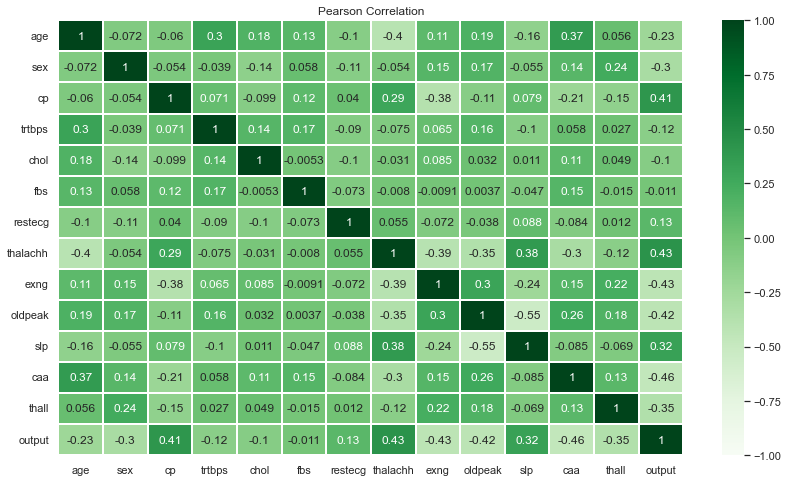 Pearson Correlation
age 1 -0.072 -0.06 0.3 0.18 0.13 -0.1 -0.4 0.11 0.19 -0.16 0.37 0.056 -0.23
sex -0.072 1 -0.054 -0.039 -0.14 0.058 -0.11 -0.054 0.15 0.17 -0.055 0.14 0.24 -0.3
cp -0.06 -0.054 1 0.071 -0.099 0.12 0.04 0.29 -0.38 -0.11 0.079 -0.21 -0.15 0.41
trtbps 0.3 -0.039 0.071 1 0.14 0.17 -0.09 -0.075 0.065 0.16 -0.1 0.058 0.027 -0.12
chol 0.18 -0.14 -0.099 0.14 1 -0.0053 -0.1 -0.031 0.085 0.032 0.011 0.11 0.049 -0.1
fbs 0.13 0.058 0.12 0.17 -0.0053 1 -0.073 -0.008 -0.0091 0.0037 -0.047 0.15 -0.015 -0.011
restecg -0.1 -0.11 0.04 -0.09 -0.1 -0.073 1 0.055 -0.072 -0.038 0.088 -0.084 0.012 0.13
thalachh -0.4 -0.054 0.29 -0.075 -0.031 -0.008 0.055 1 -0.39 -0.35 0.38 -0.3 -0.12 0.43
exng 0.11 0.15 -0.38 0.065 0.085 -0.0091 -0.072 -0.39 1 0.3 -0.24 0.15 0.22 -0.43
oldpeak 0.19 0.17 -0.11 0.16 0.032 0.0037 -0.038 -0.35 0.3 1 -0.55 0.26 0.18 -0.42
slp -0.16 -0.055 0.079 -0.1 0.011 -0.047 0.088 0.38 -0.24 -0.55 1 -0.085 -0.069 0.32
caa 0.37 0.14 -0.21 0.058 0.11 0.15 -0.084 -0.3 0.15 0.26 -0.085 1 0.13 -0.46
thall 0.056 0.24 -0.15 0.027 0.049 -0.015 0.012 -0.12 0.22 0.18 -0.069 0.13 1 -0.35
output -0.23 -0.3 0.41 -0.12 -0.1 -0.011 0.13 0.43 -0.43 -0.42 0.32 -0.46 -0.35 1
age sex cp trtbps chol fbs restecg thalachh exng oldpeak slp caa thall output
1.00
0.75
0.50
0.25
0.00
−0.25
−0.50
−0.75
−1.00